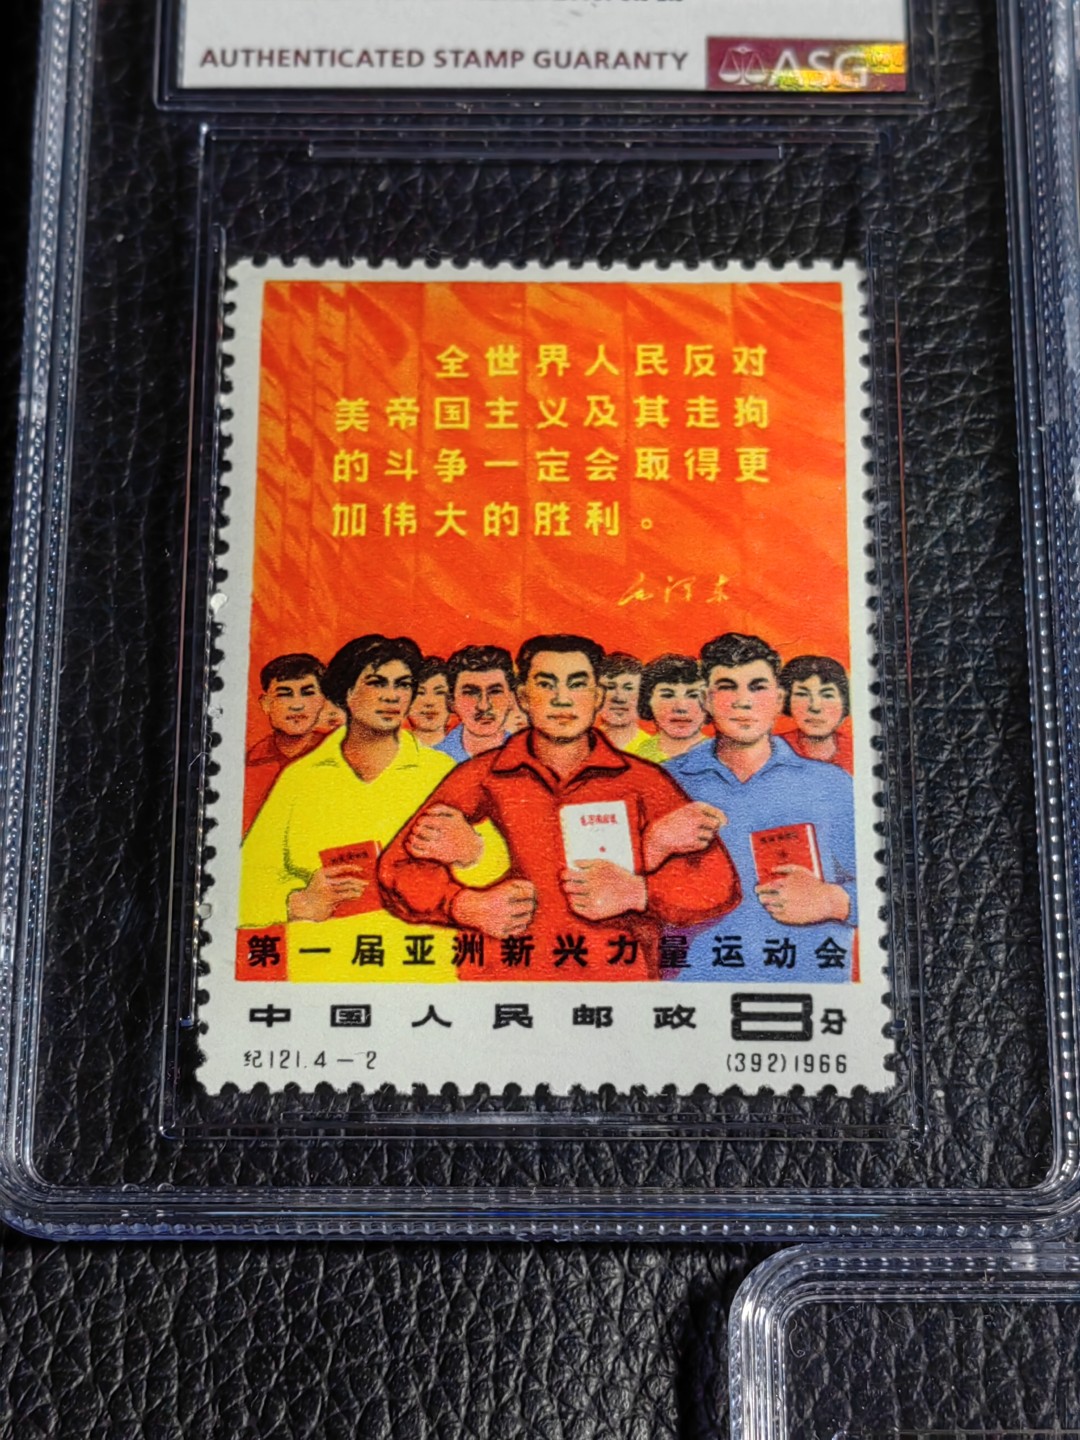 AUTHENTICATED STAMP GUARANTY
ASG
全世界人民反对
美帝国主义及其走狗
的斗争一定会取得更
加伟大的胜利。
毛泽东
第一届亚洲新兴力量运动会
中国人民邮政 8分
纪121.4-2 (392)1966